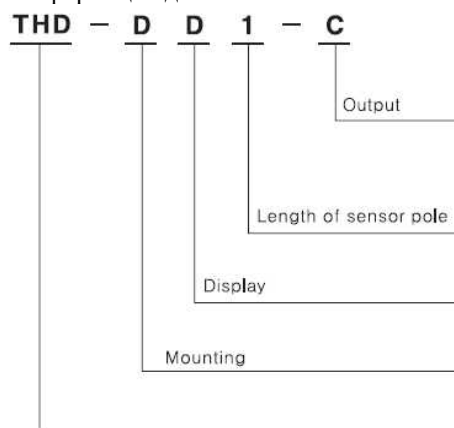 THD - D D 1 - C
Output
Length of sensor pole
Display
Mounting